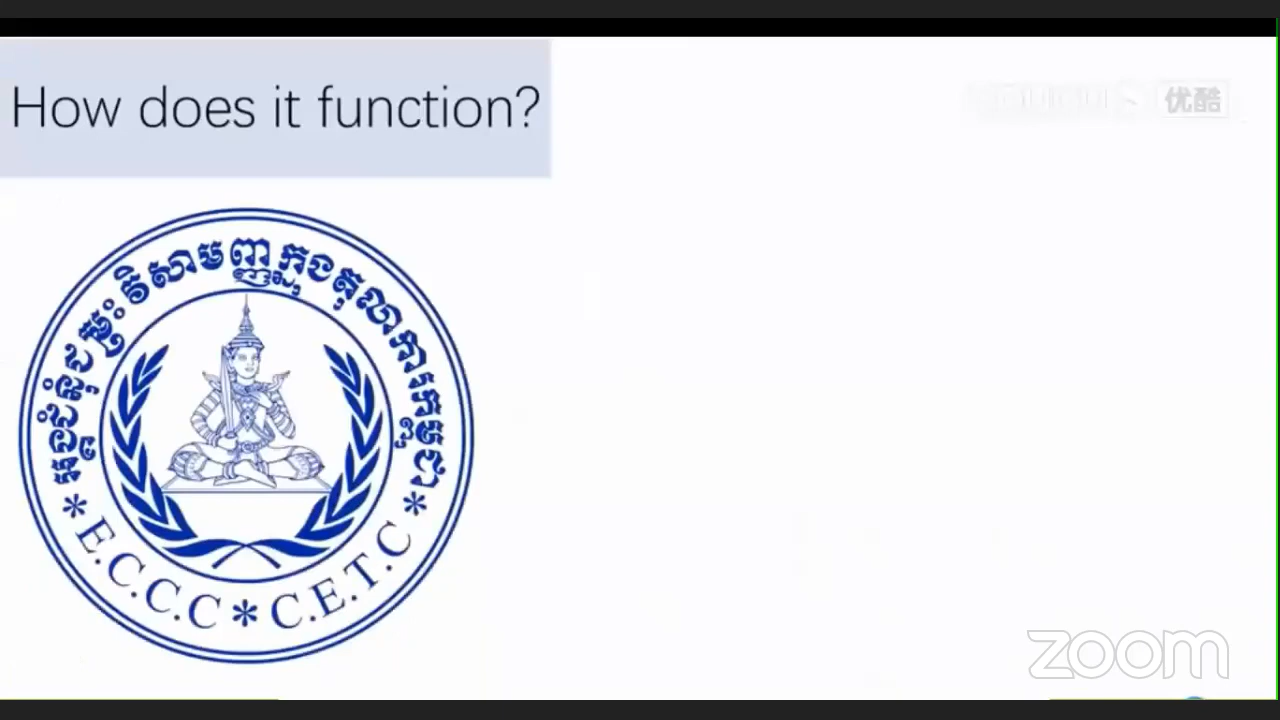 How does it function?
优酷
អង្គជំនុំជម្រះវិសាមញ្ញក្នុងតុលាការកម្ពុជា
E.C.C.C * C.E.T.C
zoom